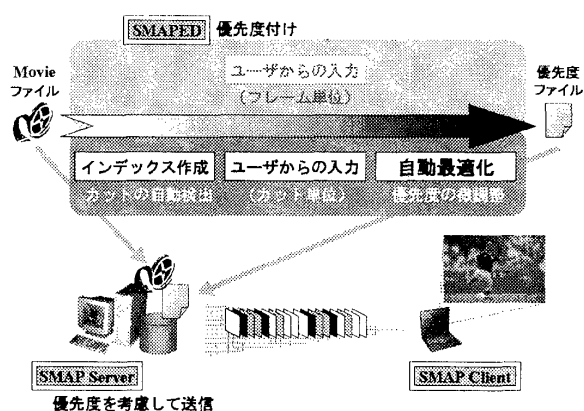 SMAPED 優先度付け
Movie
ファイル
ユーザからの入力
(フレーム単位)
優先度
ファイル
インデックス作成
ユーザからの入力
自動最適化
カットの自動検出
(カット単位)
優先度の微調整
SMAP Server
SMAP Client
優先度を考慮して送信